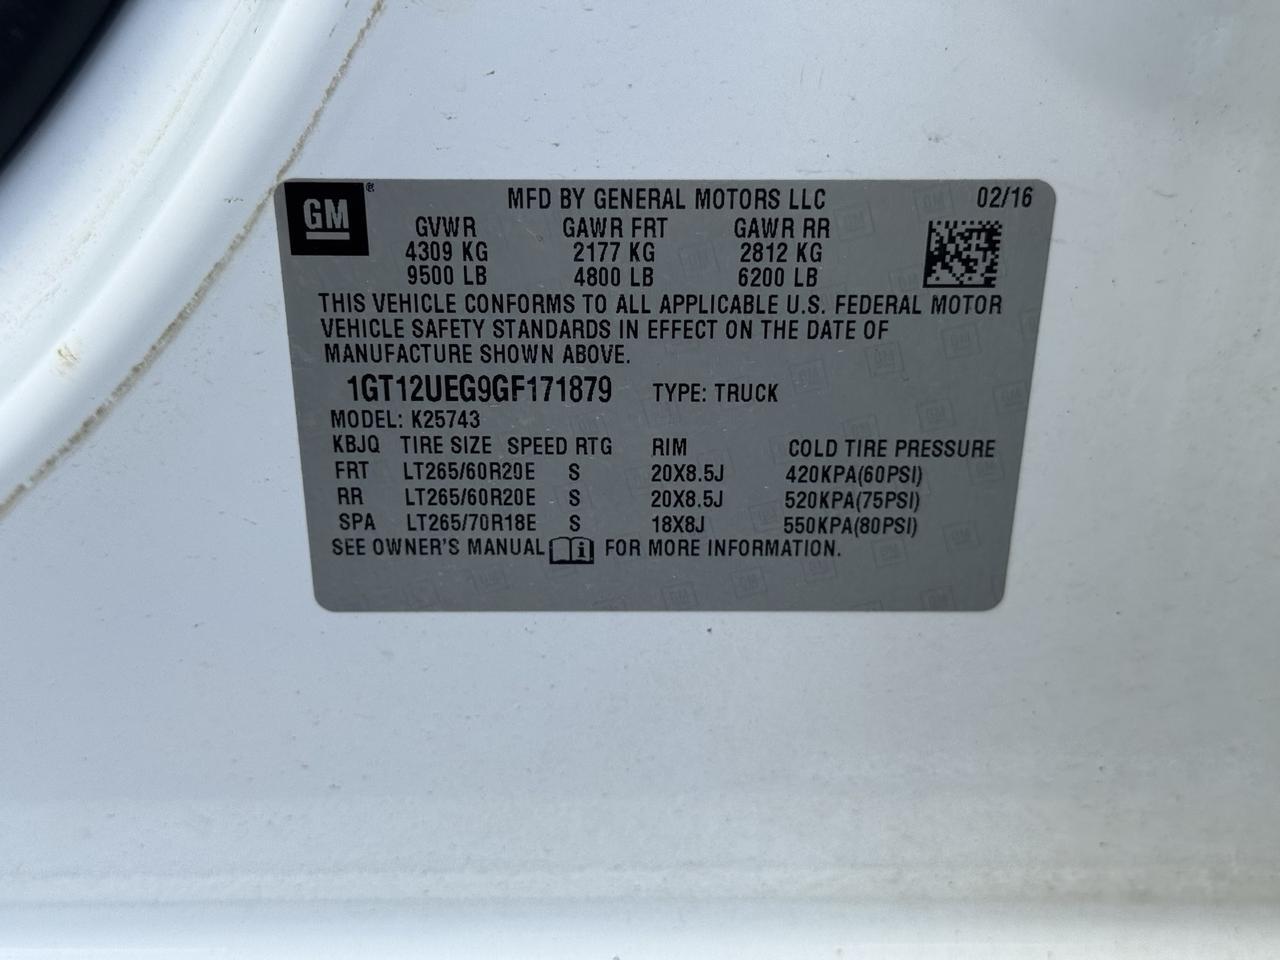 GM ® MFD BY GENERAL MOTORS LLC 02/16
GVWR GAWR FRT GAWR RR
4309 KG 2177 KG 2812 KG
9500 LB 4800 LB 6200 LB
THIS VEHICLE CONFORMS TO ALL APPLICABLE U.S. FEDERAL MOTOR
VEHICLE SAFETY STANDARDS IN EFFECT ON THE DATE OF
MANUFACTURE SHOWN ABOVE.
1GT12UEG9GF171879 TYPE: TRUCK
MODEL: K25743
KBJQ TIRE SIZE SPEED RTG RIM COLD TIRE PRESSURE
FRT LT265/60R20E S 20X8.5J 420KPA(60PSI)
RR LT265/60R20E S 20X8.5J 520KPA(75PSI)
SPA LT265/70R18E S 18X8J 550KPA(80PSI)
SEE OWNER'S MANUAL i FOR MORE INFORMATION.